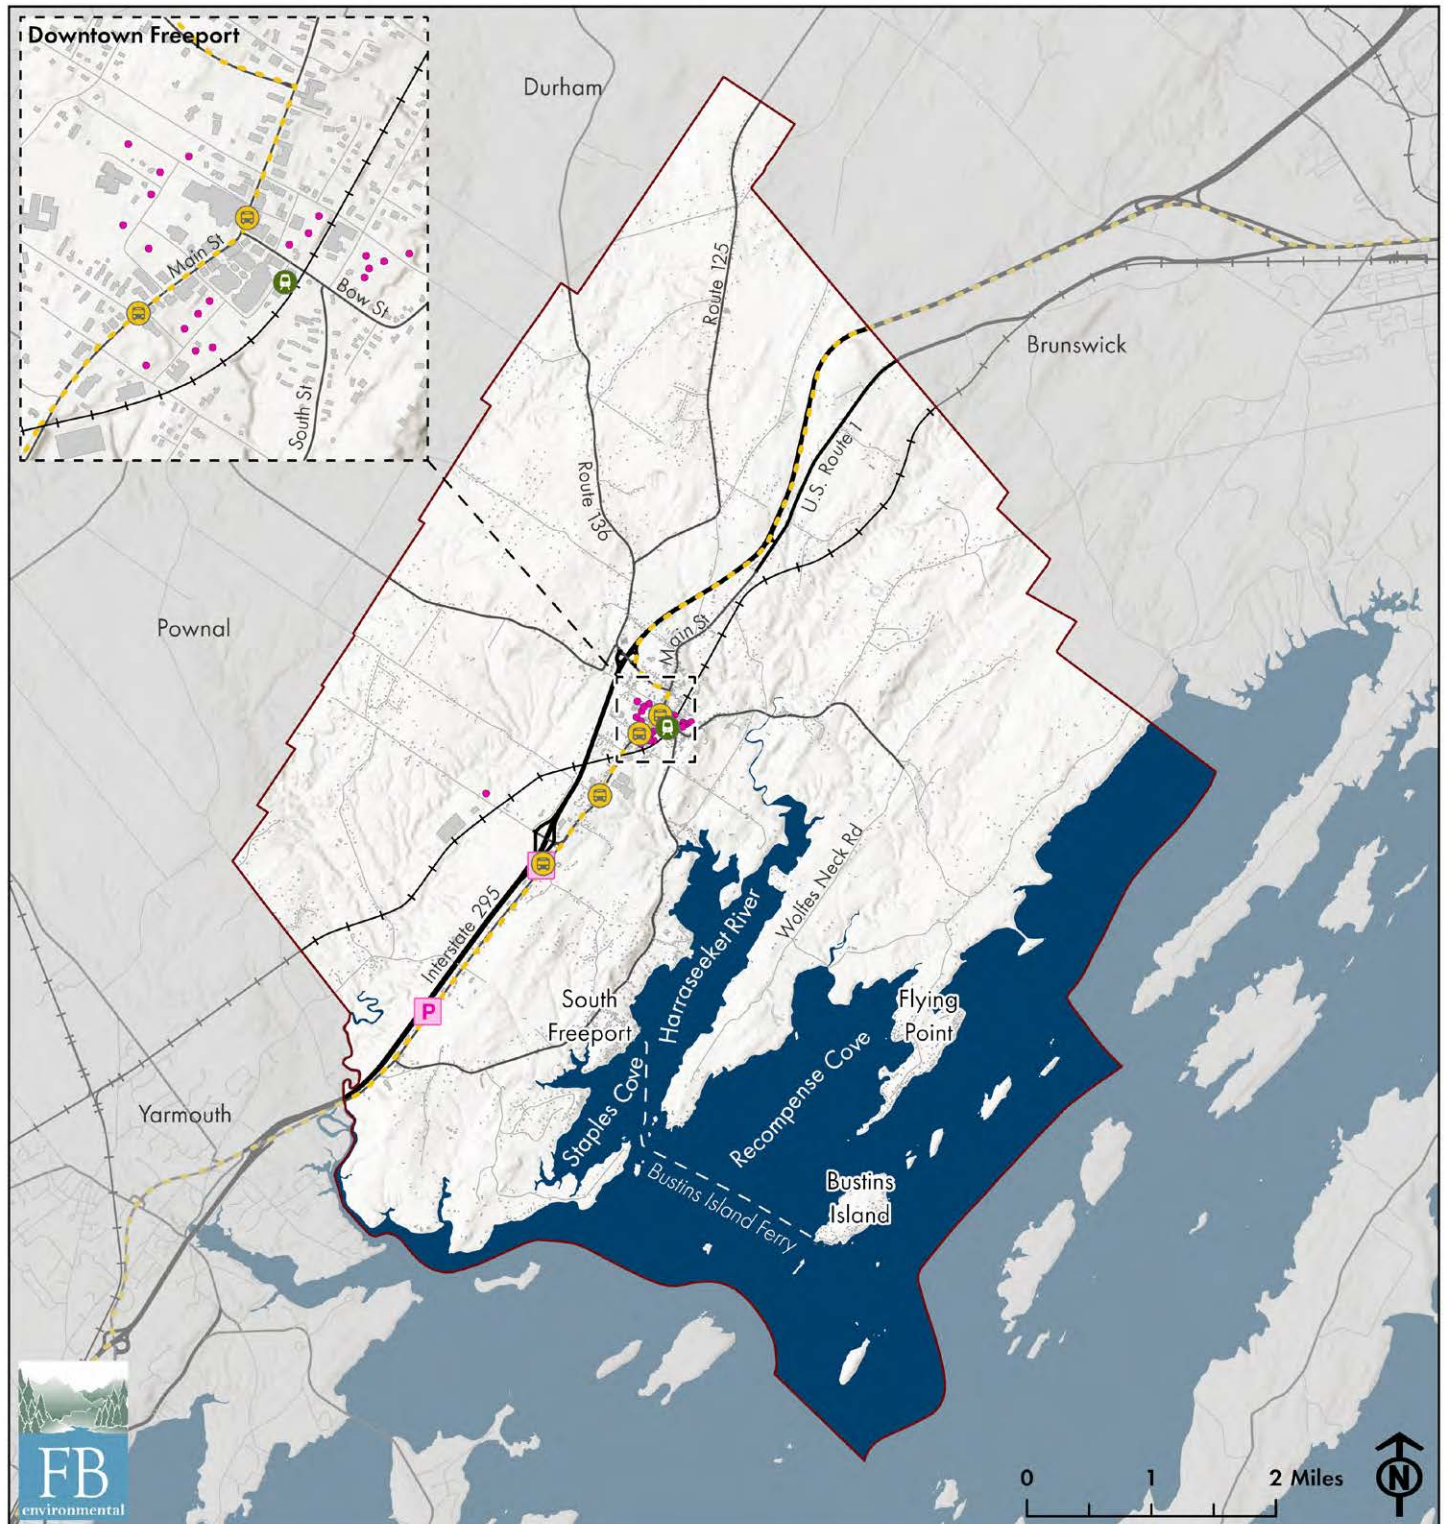 Downtown Freeport
Main St
Bow St
South St
Durham
Route 125
Brunswick
Route 136
U.S. Route 1
Pownal
Main St
Interstate 295
P
Wolfes Neck Rd
Harraseeket River
South
Freeport
Flying
Point
Staples Cove
Recompense Cove
Yarmouth
Bustins Island Ferry
Bustins
Island
FB
environmental
0 1 2 Miles
N